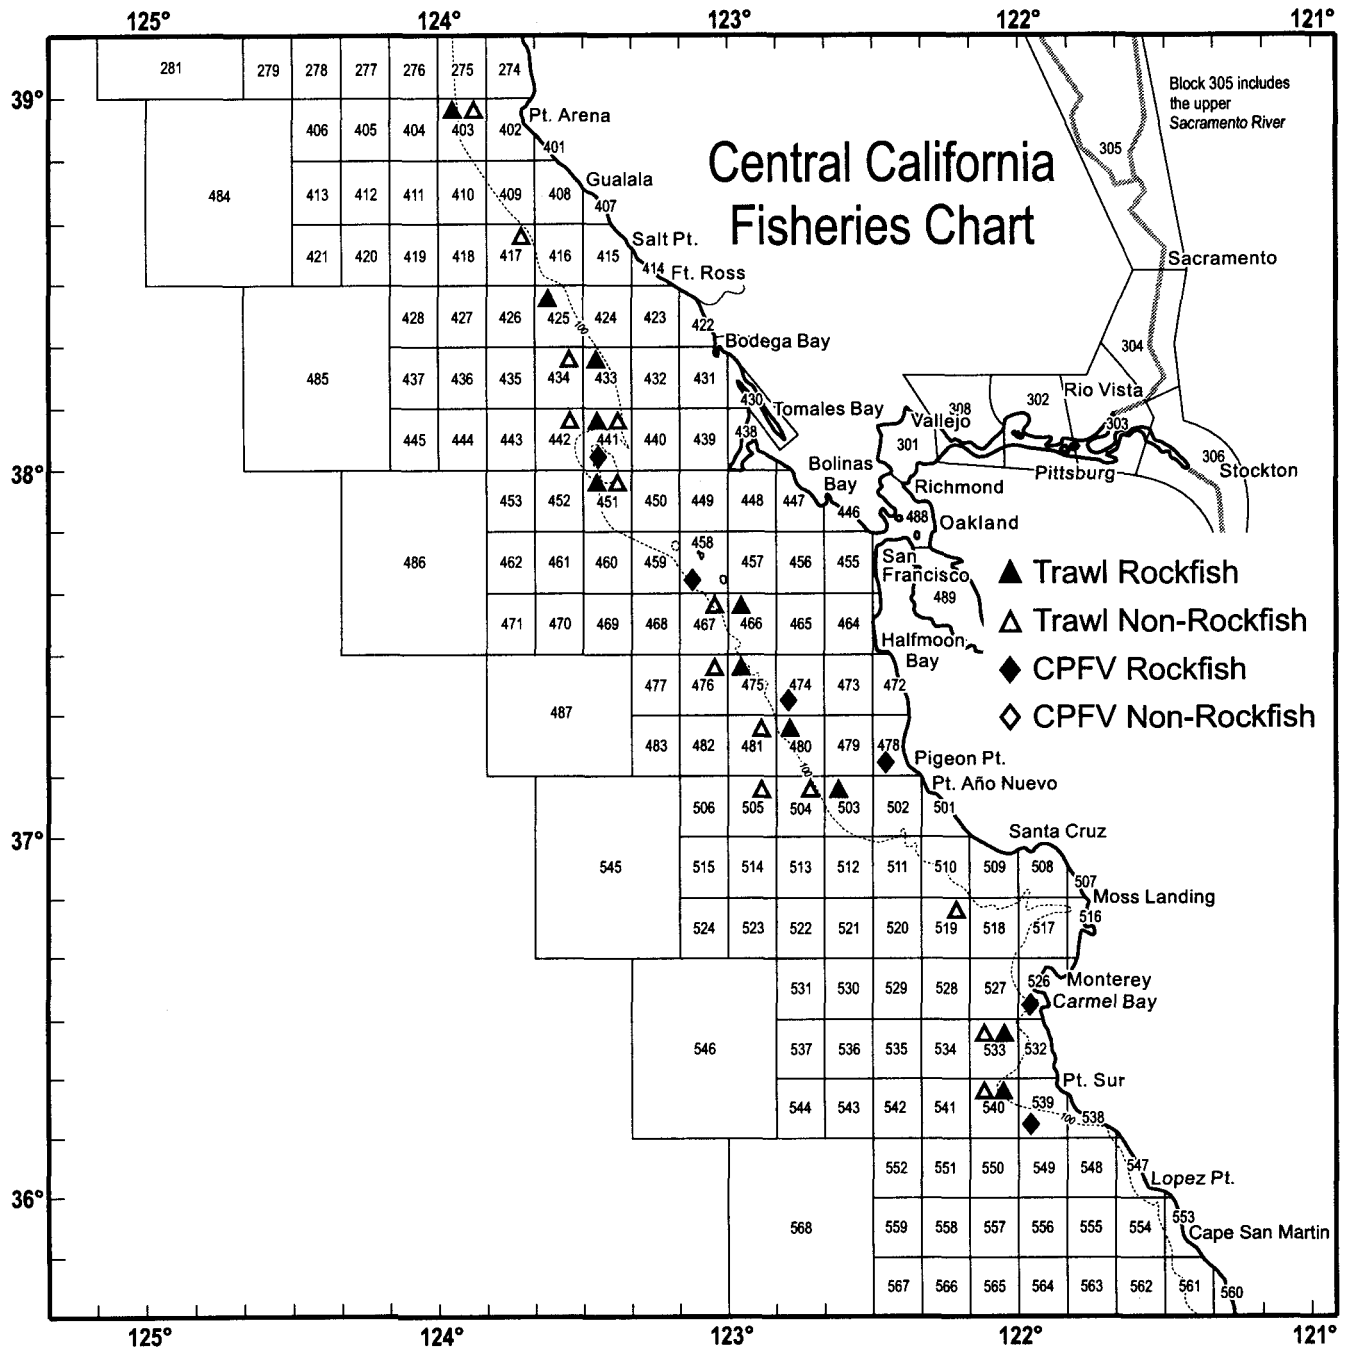 125° 124° 123° 122° 121°
281 279 278 277 276 275 274
Block 305 includes
the upper
Sacramento River
39°
Pt. Arena
406 405 404 403 402
401
305
Central California
Fisheries Chart
Gualala
484 413 412 411 410 409 408
407
Salt Pt.
421 420 419 418 417 416 415
414 Ft. Ross
Sacramento
428 427 426 425 424 423 422
100
Bodega Bay
304
485 437 436 435 434 433 432 431
430
Rio Vista
302
308
Tomales Bay
Vallejo
303
445 444 443 442 441 440 439 438
301
306
38°
Bolinas
Bay
Pittsburg
Stockton
Richmond
453 452 451 450 449 448 447
446
488
Oakland
458
486 462 461 460 459 457 456 455
San
Francisco
489
Trawl Rockfish
471 470 469 468 467 466 465 464
Trawl Non-Rockfish
Halfmoon
Bay
CPFV Rockfish
477 476 475 474 473 472
487
CPFV Non-Rockfish
483 482 481 480 479 478
Pigeon Pt.
100
Pt. Año Nuevo
506 505 504 503 502 501
37°
Santa Cruz
545 515 514 513 512 511 510 509 508
507
Moss Landing
516
524 523 522 521 520 519 518 517
531 530 529 528 527 526
Monterey
Carmel Bay
546 537 536 535 534 533 532
Pt. Sur
544 543 542 541 540 539
100
538
552 551 550 549 548 547
Lopez Pt.
36°
553
568 559 558 557 556 555 554
Cape San Martin
567 566 565 564 563 562 561 560
125° 124° 123° 122° 121°